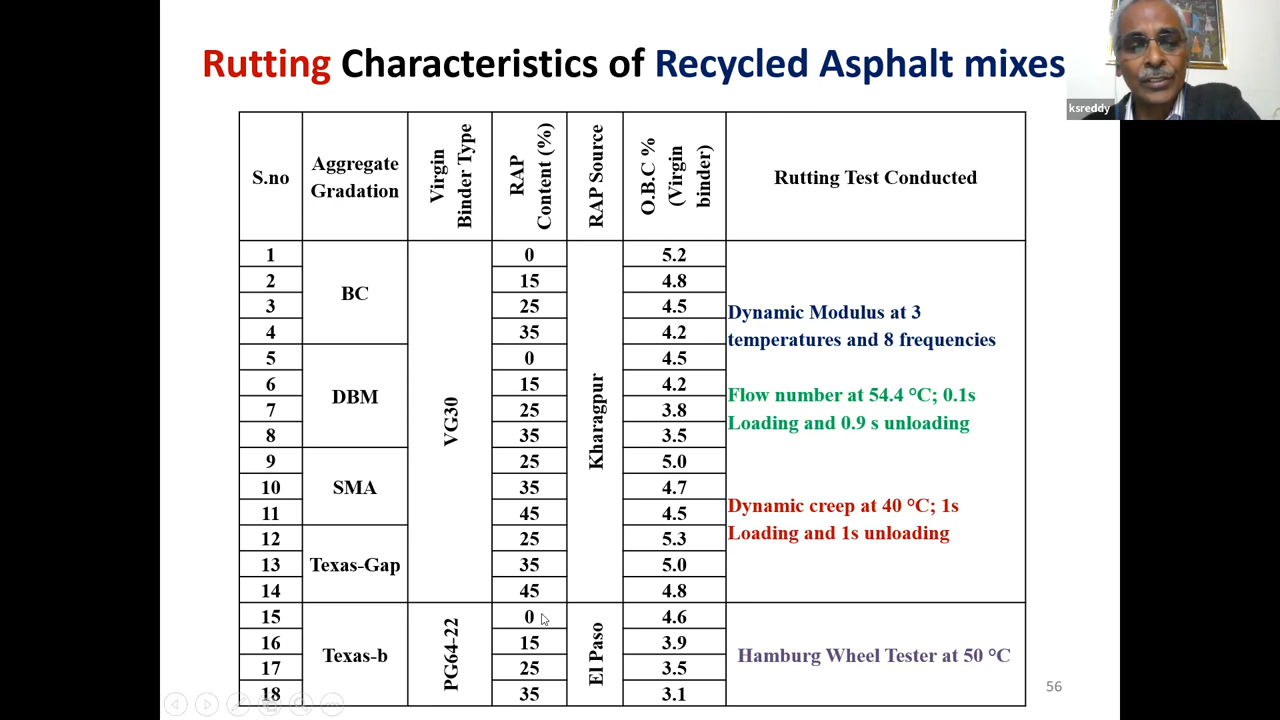 Rutting Characteristics of Recycled Asphalt mixes
ksreddy
S.no
Aggregate
Gradation
Virgin
Binder Type
RAP
Content (%)
RAP Source
O.B.C %
(Virgin
binder)
Rutting Test Conducted
1 BC VG30 0 Kharagpur 5.2
2 15 4.8
3 25 4.5
4 35 4.2
5 DBM 0 4.5
6 15 4.2
7 25 3.8
8 35 3.5
9 SMA 25 5.0
10 35 4.7
11 45 4.5
12 Texas-Gap 25 5.3
13 35 5.0
14 45 4.8
Dynamic Modulus at 3
temperatures and 8 frequencies
Flow number at 54.4 °C; 0.1s
Loading and 0.9 s unloading
Dynamic creep at 40 °C; 1s
Loading and 1s unloading
15 Texas-b PG64-22 0 El Paso 4.6
16 15 3.9
17 25 3.5
18 35 3.1
Hamburg Wheel Tester at 50 °C
56